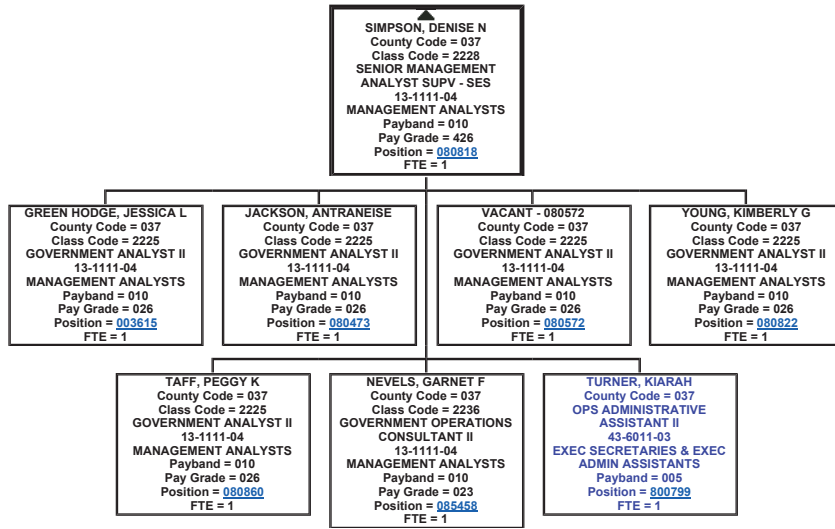 SIMPSON, DENISE N
County Code = 037
Class Code = 2228
SENIOR MANAGEMENT
ANALYST SUPV - SES
13-1111-04
MANAGEMENT ANALYSTS
Payband = 010
Pay Grade = 426
Position = 080818
FTE = 1
GREEN HODGE, JESSICA L
County Code = 037
Class Code = 2225
GOVERNMENT ANALYST II
13-1111-04
MANAGEMENT ANALYSTS
Payband = 010
Pay Grade = 026
Position = 003615
FTE = 1
JACKSON, ANTRANEISE
County Code = 037
Class Code = 2225
GOVERNMENT ANALYST II
13-1111-04
MANAGEMENT ANALYSTS
Payband = 010
Pay Grade = 026
Position = 080473
FTE = 1
VACANT - 080572
County Code = 037
Class Code = 2225
GOVERNMENT ANALYST II
13-1111-04
MANAGEMENT ANALYSTS
Payband = 010
Pay Grade = 026
Position = 080572
FTE = 1
YOUNG, KIMBERLY G
County Code = 037
Class Code = 2225
GOVERNMENT ANALYST II
13-1111-04
MANAGEMENT ANALYSTS
Payband = 010
Pay Grade = 026
Position = 080822
FTE = 1
TAFF, PEGGY K
County Code = 037
Class Code = 2225
GOVERNMENT ANALYST II
13-1111-04
MANAGEMENT ANALYSTS
Payband = 010
Pay Grade = 026
Position = 080860
FTE = 1
NEVELS, GARNET F
County Code = 037
Class Code = 2236
GOVERNMENT OPERATIONS
CONSULTANT II
13-1111-04
MANAGEMENT ANALYSTS
Payband = 010
Pay Grade = 023
Position = 085458
FTE = 1
TURNER, KIARAH
County Code = 037
OPS ADMINISTRATIVE
ASSISTANT II
43-6011-03
EXEC SECRETARIES & EXEC
ADMIN ASSISTANTS
Payband = 005
Position = 800799
FTE = 1